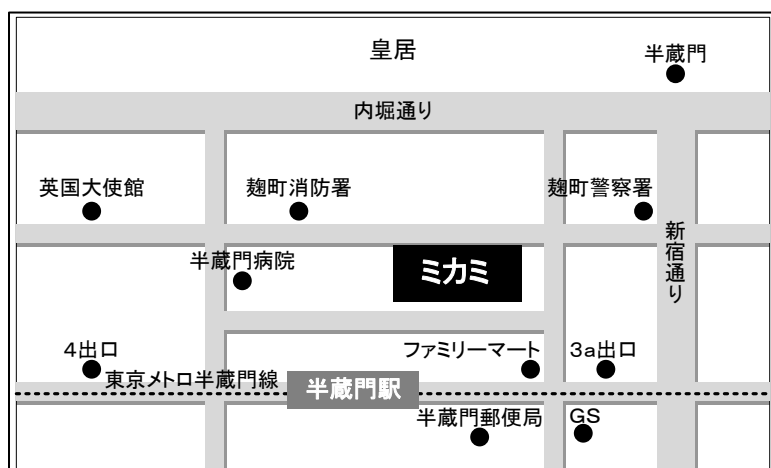 皇居
半蔵門
内堀通り
英国大使館
麹町消防署
麹町警察署
新宿通り
半蔵門病院
ミカミ
4出口
ファミリーマート
3a出口
東京メトロ半蔵門線
半蔵門駅
半蔵門郵便局
GS